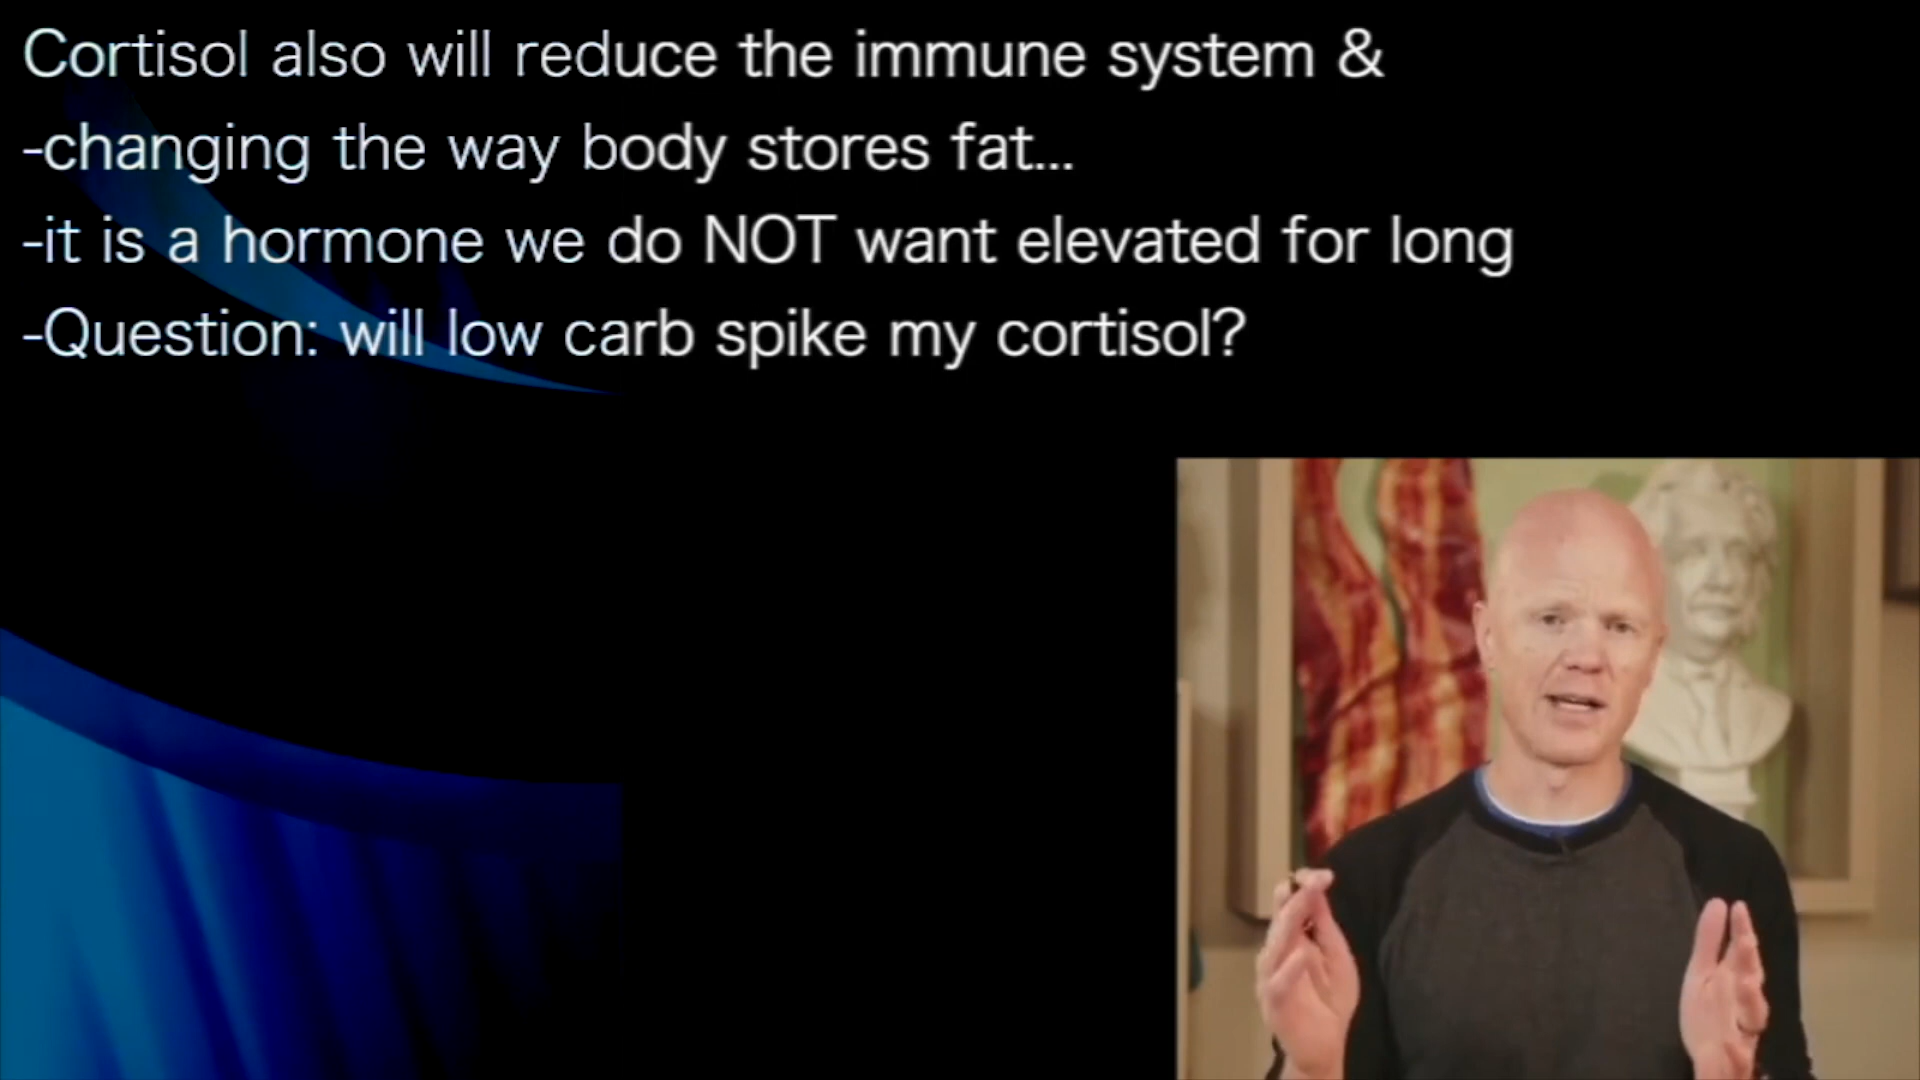 Cortisol also will reduce the immune system &
-changing the way body stores fat...
-it is a hormone we do NOT want elevated for long
-Question: will low carb spike my cortisol?